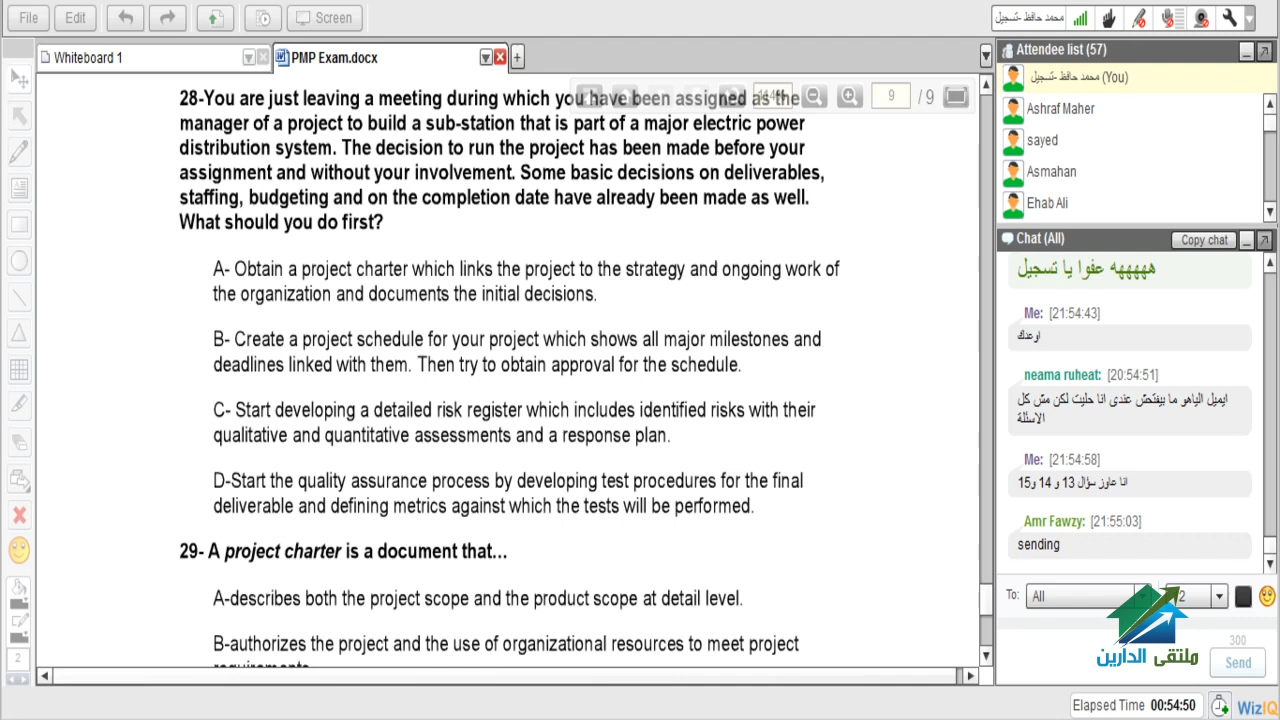 File
Edit
Screen
محمد حافظ -تسجيل
Whiteboard 1
PMP Exam.docx
9
/ 9
28-You are just leaving a meeting during which you have been assigned as the
manager of a project to build a sub-station that is part of a major electric power
distribution system. The decision to run the project has been made before your
assignment and without your involvement. Some basic decisions on deliverables,
staffing, budgeting and on the completion date have already been made as well.
What should you do first?
A- Obtain a project charter which links the project to the strategy and ongoing work of
the organization and documents the initial decisions.
B- Create a project schedule for your project which shows all major milestones and
deadlines linked with them. Then try to obtain approval for the schedule.
C- Start developing a detailed risk register which includes identified risks with their
qualitative and quantitative assessments and a response plan.
D-Start the quality assurance process by developing test procedures for the final
deliverable and defining metrics against which the tests will be performed.
29- A project charter is a document that...
A-describes both the project scope and the product scope at detail level.
B-authorizes the project and the use of organizational resources to meet project
requirements
2
Attendee list (57)
محمد حافظ -تسجيل (You)
Ashraf Maher
sayed
Asmahan
Ehab Ali
Chat (All)
Copy chat
ههههه عفوا يا تسجيل
Me: [21:54:43]
اوعدك
neama ruheat: [20:54:51]
ايميل الياهو ما بيفتحش عندى انا حليت لكن مش كل
الاسئلة
Me: [21:54:58]
انا عاوز سؤال 13 و 14 و15
Amr Fawzy: [21:55:03]
sending
To:
All
2
ملتقى الدارين
300
Send
Elapsed Time 00:54:50
WizIQ